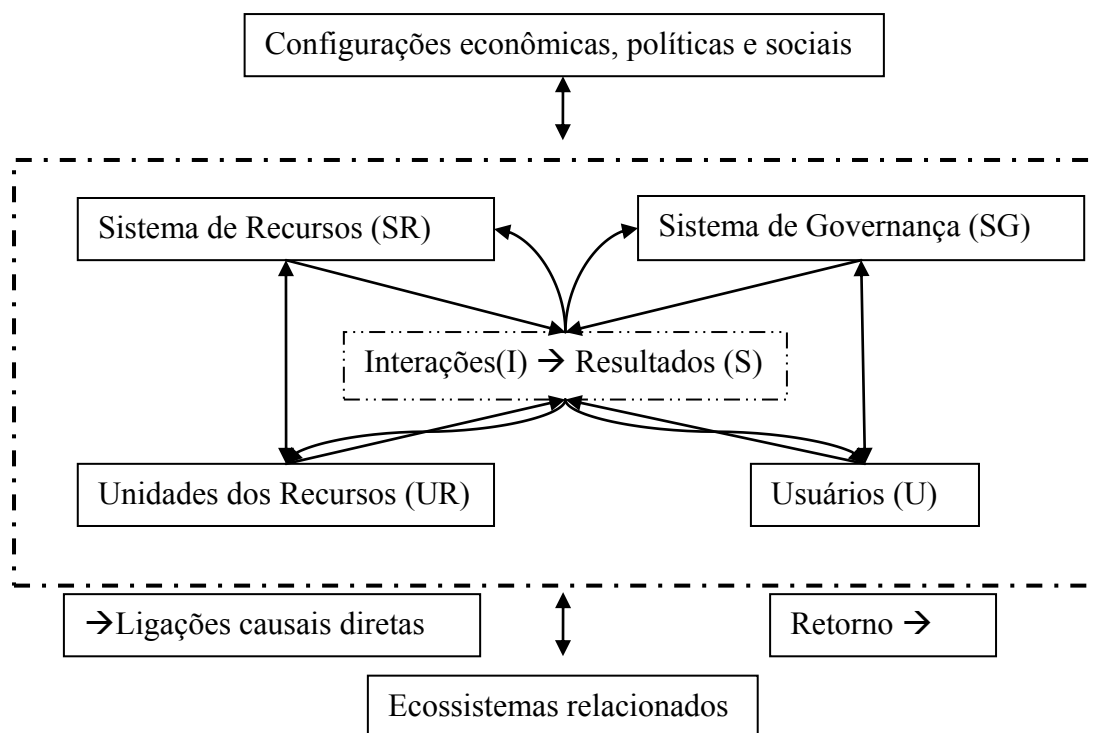 Configurações econômicas, políticas e sociais
Sistema de Recursos (SR)
Sistema de Governança (SG)
Interações(I) → Resultados (S)
Unidades dos Recursos (UR)
Usuários (U)
→Ligações causais diretas
Retorno →
Ecossistemas relacionados